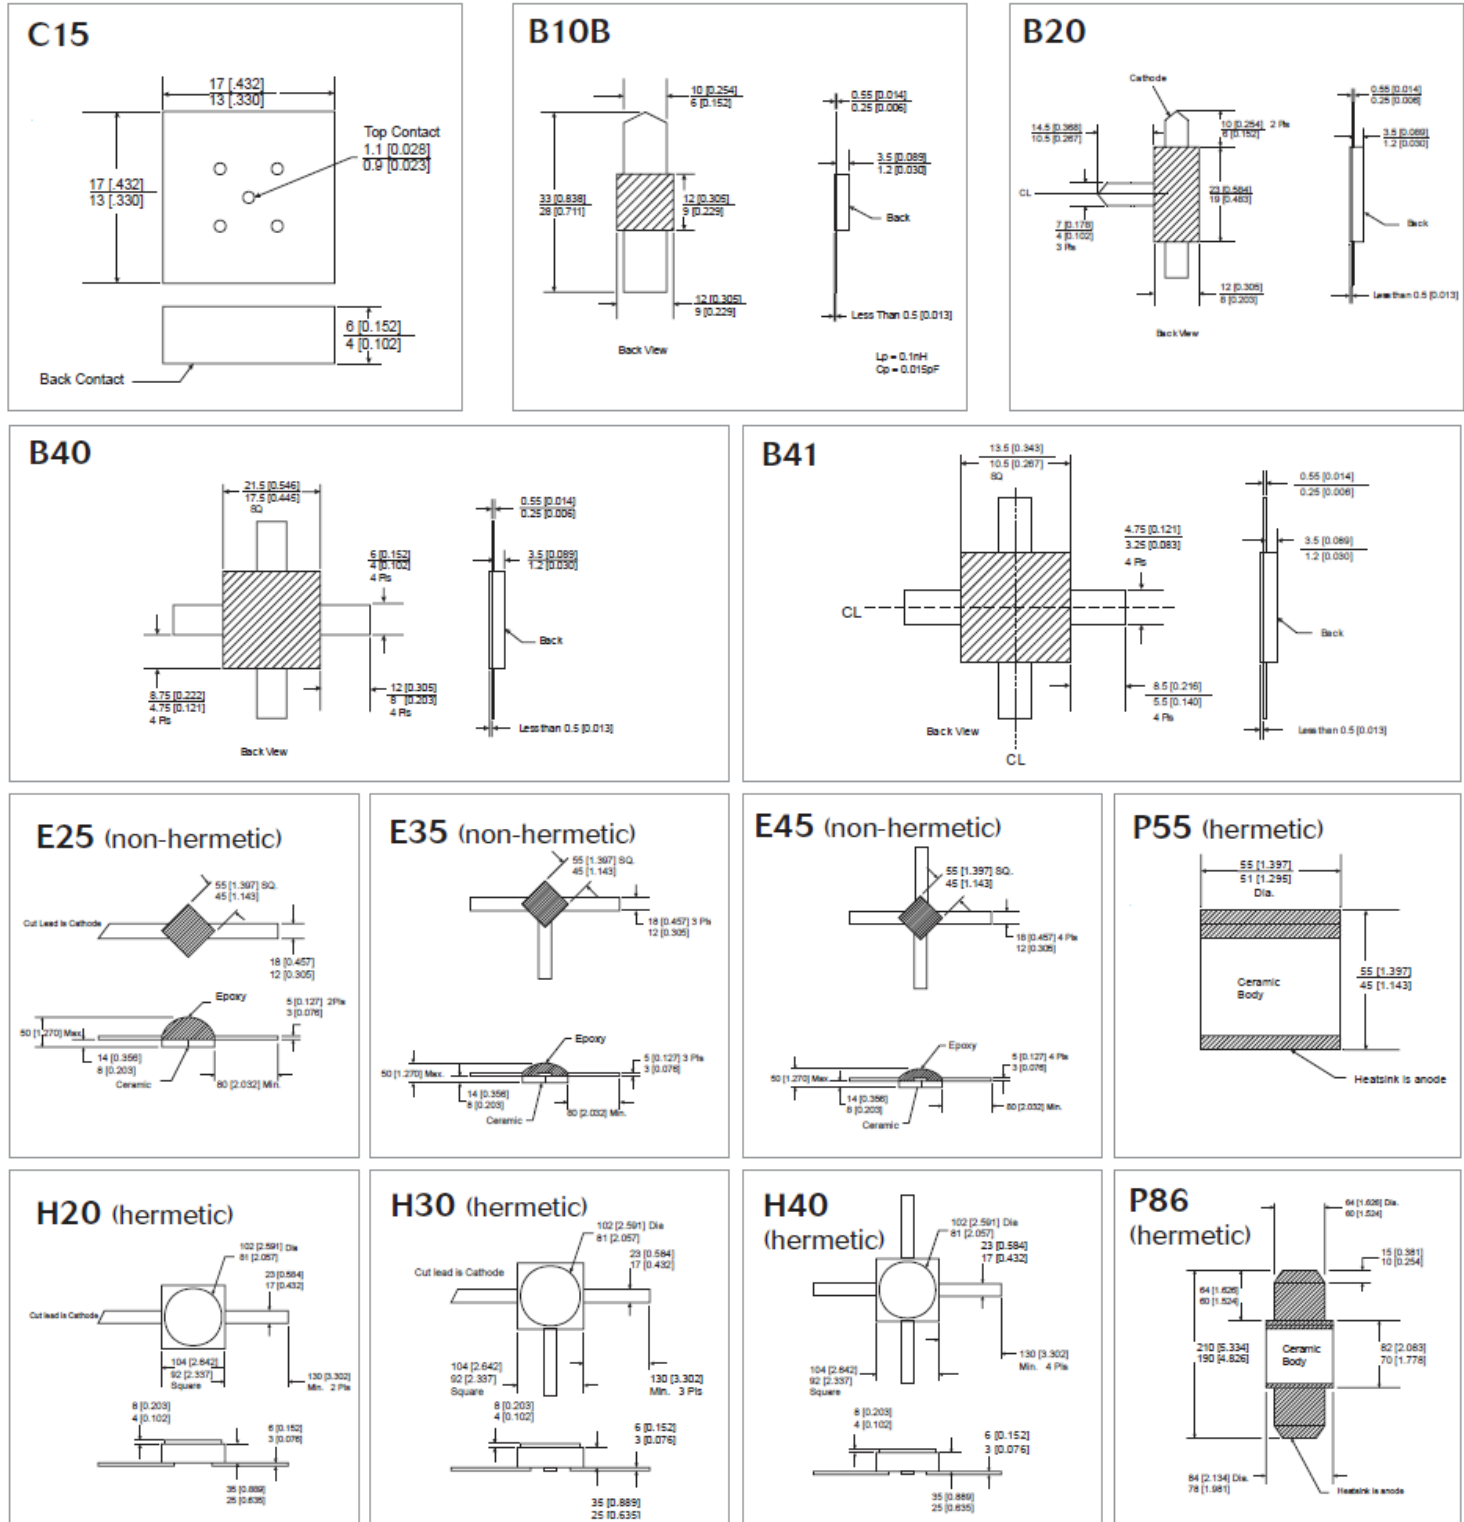 C15
17 [.432]
13 [.330]
17 [.432]
13 [.330]
Top Contact
1.1 [0.028]
0.9 [0.023]
6 [0.152]
4 [0.102]
Back Contact
B10B
10 [0.254]
6 [0.152]
0.55 [0.014]
0.25 [0.006]
3.5 [0.089]
1.2 [0.030]
33 [0.838]
28 [0.711]
12 [0.305]
9 [0.229]
Back
12 [0.305]
9 [0.229]
Less Than 0.5 [0.013]
Back View
Lp = 0.1nH
Cp = 0.015pF
B20
Cathode
0.55 [0.014]
0.25 [0.006]
14.5 [0.368]
10.5 [0.267]
10 [0.254] 2 Pls
6 [0.152]
3.5 [0.089]
1.2 [0.030]
CL
23 [0.584]
19 [0.483]
7 [0.178]
4 [0.102]
3 Pls
Back
12 [0.305]
8 [0.203]
Less than 0.5 [0.013]
Back View
B40
21.5 [0.546]
17.5 [0.445]
SQ
0.55 [0.014]
0.25 [0.006]
6 [0.152]
4 [0.102]
4 Pls
3.5 [0.089]
1.2 [0.030]
Back
8.75 [0.222]
4.75 [0.121]
4 Pls
12 [0.305]
8 [0.203]
4 Pls
Less than 0.5 [0.013]
Back View
B41
13.5 [0.343]
10.5 [0.267]
SQ
0.55 [0.014]
0.25 [0.006]
4.75 [0.121]
3.25 [0.083]
4 Pls
3.5 [0.089]
1.2 [0.030]
CL
Back
8.5 [0.216]
5.5 [0.140]
4 Pls
Back View
Less than 0.5 [0.013]
CL
E25 (non-hermetic)
55 [1.397] SQ.
45 [1.143]
Cut Lead Is Cathode
18 [0.457]
12 [0.305]
Epoxy
5 [0.127] 2Pls
3 [0.076]
50 [1.270] Max.
14 [0.356]
8 [0.203]
Ceramic
80 [2.032] Min.
E35 (non-hermetic)
55 [1.397] SQ.
45 [1.143]
18 [0.457] 3 Pls
12 [0.305]
Epoxy
5 [0.127] 3 Pls
3 [0.076]
50 [1.270] Max.
14 [0.356]
8 [0.203]
Ceramic
80 [2.032] Min.
E45 (non-hermetic)
55 [1.397] SQ.
45 [1.143]
18 [0.457] 4 Pls
12 [0.305]
Epoxy
5 [0.127] 4 Pls
3 [0.076]
50 [1.270] Max
14 [0.356]
8 [0.203]
Ceramic
80 [2.032] Min.
P55 (hermetic)
55 [1.397]
51 [1.295]
Dia.
55 [1.397]
45 [1.143]
Ceramic
Body
Heatsink is anode
H20 (hermetic)
102 [2.591] Dia
81 [2.057]
23 [0.584]
17 [0.432]
Cut lead is Cathode
104 [2.642]
92 [2.337]
Square
130 [3.302]
Min. 2 Pls
8 [0.203]
4 [0.102]
6 [0.152]
3 [0.076]
35 [0.889]
25 [0.635]
H30 (hermetic)
102 [2.591] Dia
81 [2.057]
23 [0.584]
17 [0.432]
Cut lead is Cathode
104 [2.642]
92 [2.337]
Square
130 [3.302]
Min. 3 Pls
8 [0.203]
4 [0.102]
6 [0.152]
3 [0.076]
35 [0.889]
25 [0.635]
H40
(hermetic)
102 [2.591] Dia
81 [2.057]
23 [0.584]
17 [0.432]
130 [3.302]
Min. 4 Pls
104 [2.642]
92 [2.337]
Square
8 [0.203]
4 [0.102]
6 [0.152]
3 [0.076]
35 [0.889]
25 [0.635]
P86
(hermetic)
64 [1.626] Dia.
60 [1.524]
15 [0.381]
10 [0.254]
64 [1.626]
60 [1.524]
210 [5.334]
190 [4.826]
Ceramic
Body
82 [2.083]
70 [1.778]
84 [2.134] Dia.
78 [1.981]
Heatsink is anode